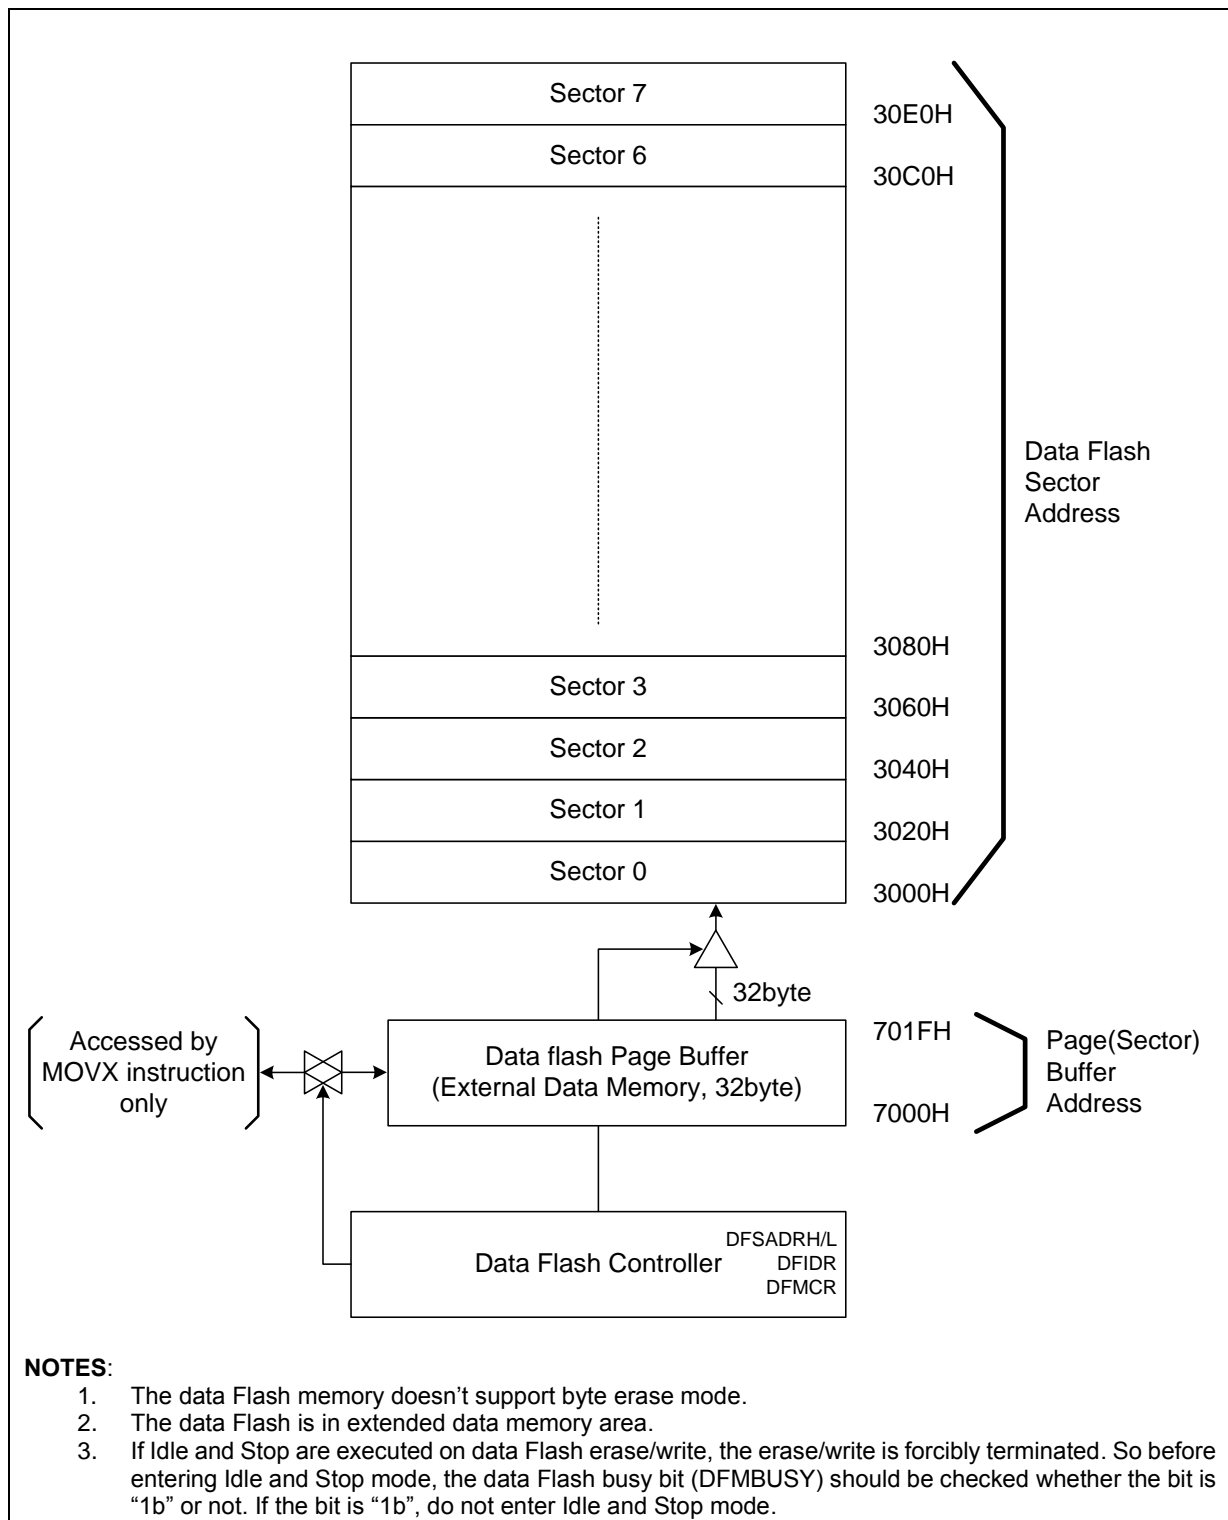 Sector 7
30E0H
Sector 6
30C0H
Data Flash
Sector
Address
3080H
Sector 3
3060H
Sector 2
3040H
Sector 1
3020H
Sector 0
3000H
32byte
Accessed by
MOVX instruction
only
Data flash Page Buffer
(External Data Memory, 32byte)
701FH
7000H
Page(Sector)
Buffer
Address
Data Flash Controller
DFSADRH/L
DFIDR
DFMCR
NOTES:
1. The data Flash memory doesn't support byte erase mode.
2. The data Flash is in extended data memory area.
3. If Idle and Stop are executed on data Flash erase/write, the erase/write is forcibly terminated. So before
entering Idle and Stop mode, the data Flash busy bit (DFMBUSY) should be checked whether the bit is
“1b” or not. If the bit is “1b”, do not enter Idle and Stop mode.